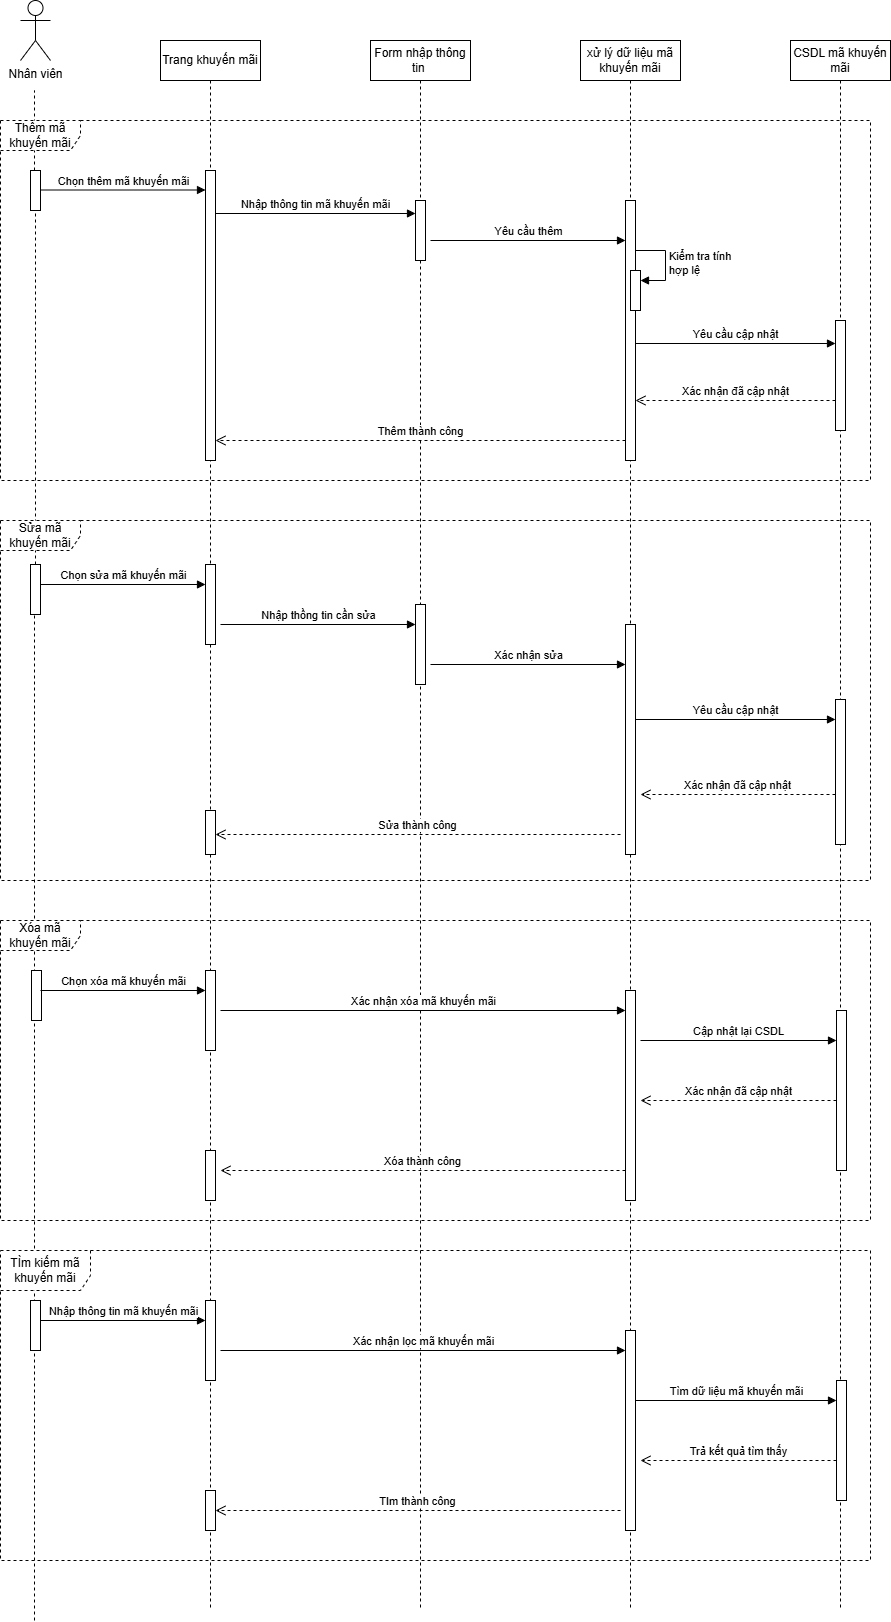 Nhân viên
Trang khuyến mãi
Form nhập thông
tin
xử lý dữ liệu mã
khuyến mãi
CSDL mã khuyến
mãi
Thêm mã
khuyến mãi
Chọn thêm mã khuyến mãi
Nhập thông tin mã khuyến mãi
Yêu cầu thêm
Kiểm tra tính
hợp lệ
Yêu cầu cập nhật
Xác nhận đã cập nhật
Thêm thành công
Sửa mã
khuyến mãi
Chọn sửa mã khuyến mãi
Nhập thồng tin cần sửa
Xác nhận sửa
Yêu cầu cập nhật
Xác nhận đã cập nhật
Sửa thành công
Xóa mã
khuyến mãi
Chọn xóa mã khuyến mãi
Xác nhận xóa mã khuyến mãi
Cập nhật lại CSDL
Xác nhận đã cập nhật
Xóa thành công
TÌm kiếm mã
khuyến mãi
Nhập thông tin mã khuyến mãi
Xác nhận lọc mã khuyến mãi
Tìm dữ liệu mã khuyến mãi
Trả kết quả tìm thấy
TÌm thành công